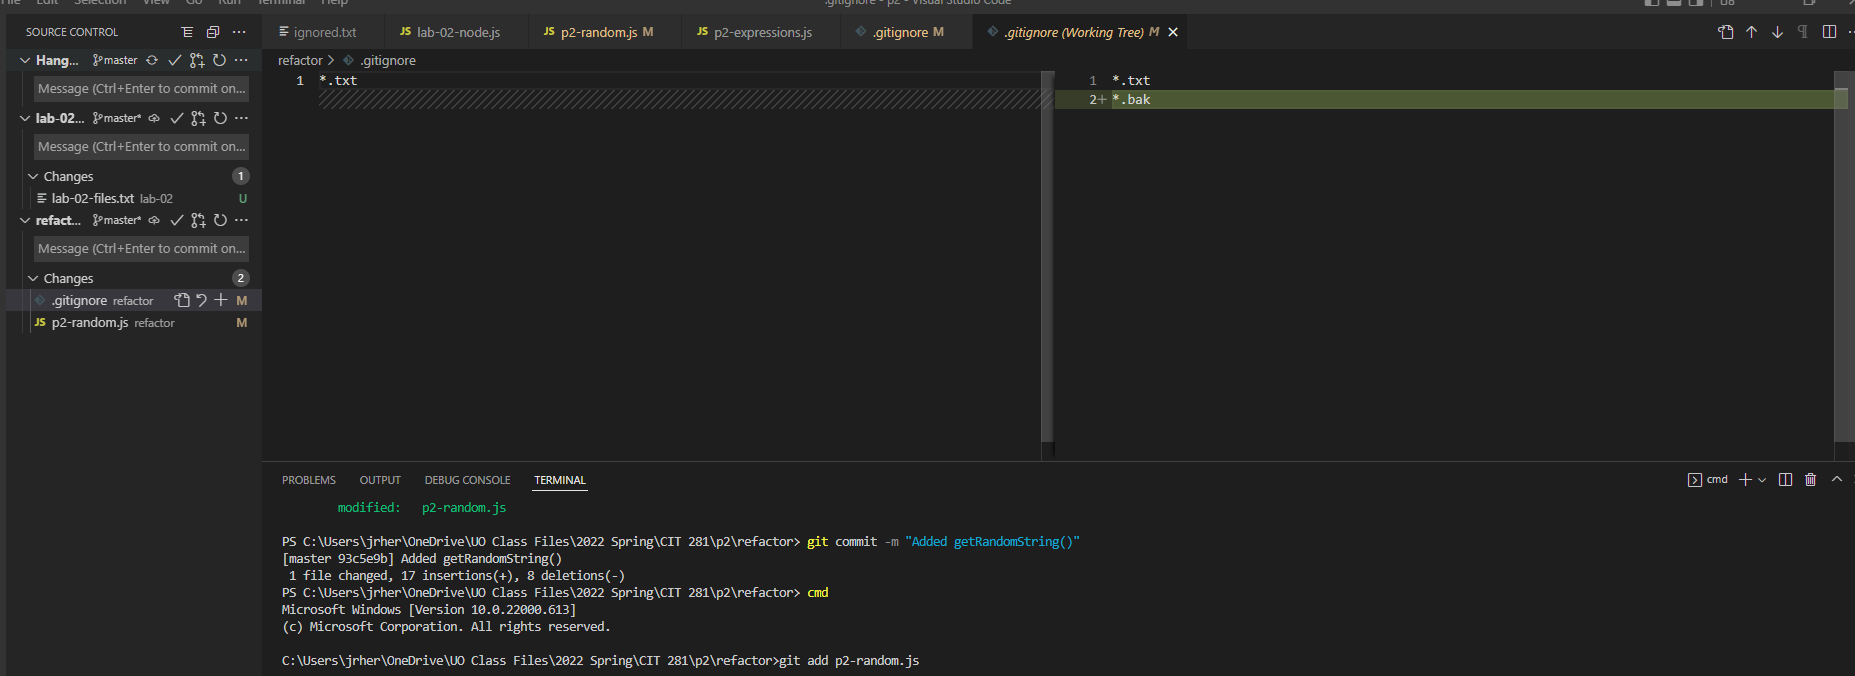 File Edit Selection View Go Run Terminal Help .gitignore - p2 - Visual Studio Code
SOURCE CONTROL
Hang... master
Message (Ctrl+Enter to commit on...
lab-02... master*
Message (Ctrl+Enter to commit on...
Changes 1
lab-02-files.txt lab-02 U
refact... master*
Message (Ctrl+Enter to commit on...
Changes 2
.gitignore refactor M
JS p2-random.js refactor M
ignored.txt JS lab-02-node.js JS p2-random.js M JS p2-expressions.js .gitignore M .gitignore (Working Tree) M
refactor > .gitignore
1 *.txt
1 *.txt
2+ *.bak
PROBLEMS OUTPUT DEBUG CONSOLE TERMINAL cmd
modified: p2-random.js
PS C:\Users\jrher\OneDrive\UO Class Files\2022 Spring\CIT 281\p2\refactor> git commit -m "Added getRandomString()"
[master 93c5e9b] Added getRandomString()
1 file changed, 17 insertions(+), 8 deletions(-)
PS C:\Users\jrher\OneDrive\UO Class Files\2022 Spring\CIT 281\p2\refactor> cmd
Microsoft Windows [Version 10.0.22000.613]
(c) Microsoft Corporation. All rights reserved.
C:\Users\jrher\OneDrive\UO Class Files\2022 Spring\CIT 281\p2\refactor>git add p2-random.js